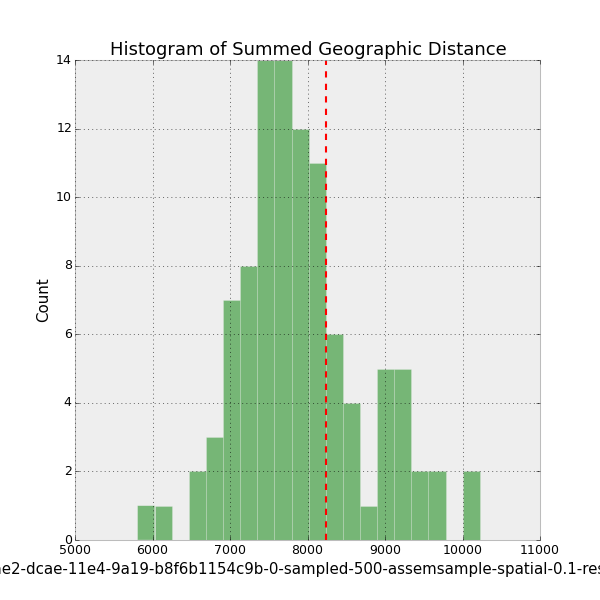 Histogram of Summed Geographic Distance
14
12
10
8
6
4
2
0
Count
5000 6000 7000 8000 9000 10000 11000
e2-dcae-11e4-9a19-b8f6b1154c9b-0-sampled-500-assemsample-spatial-0.1-res